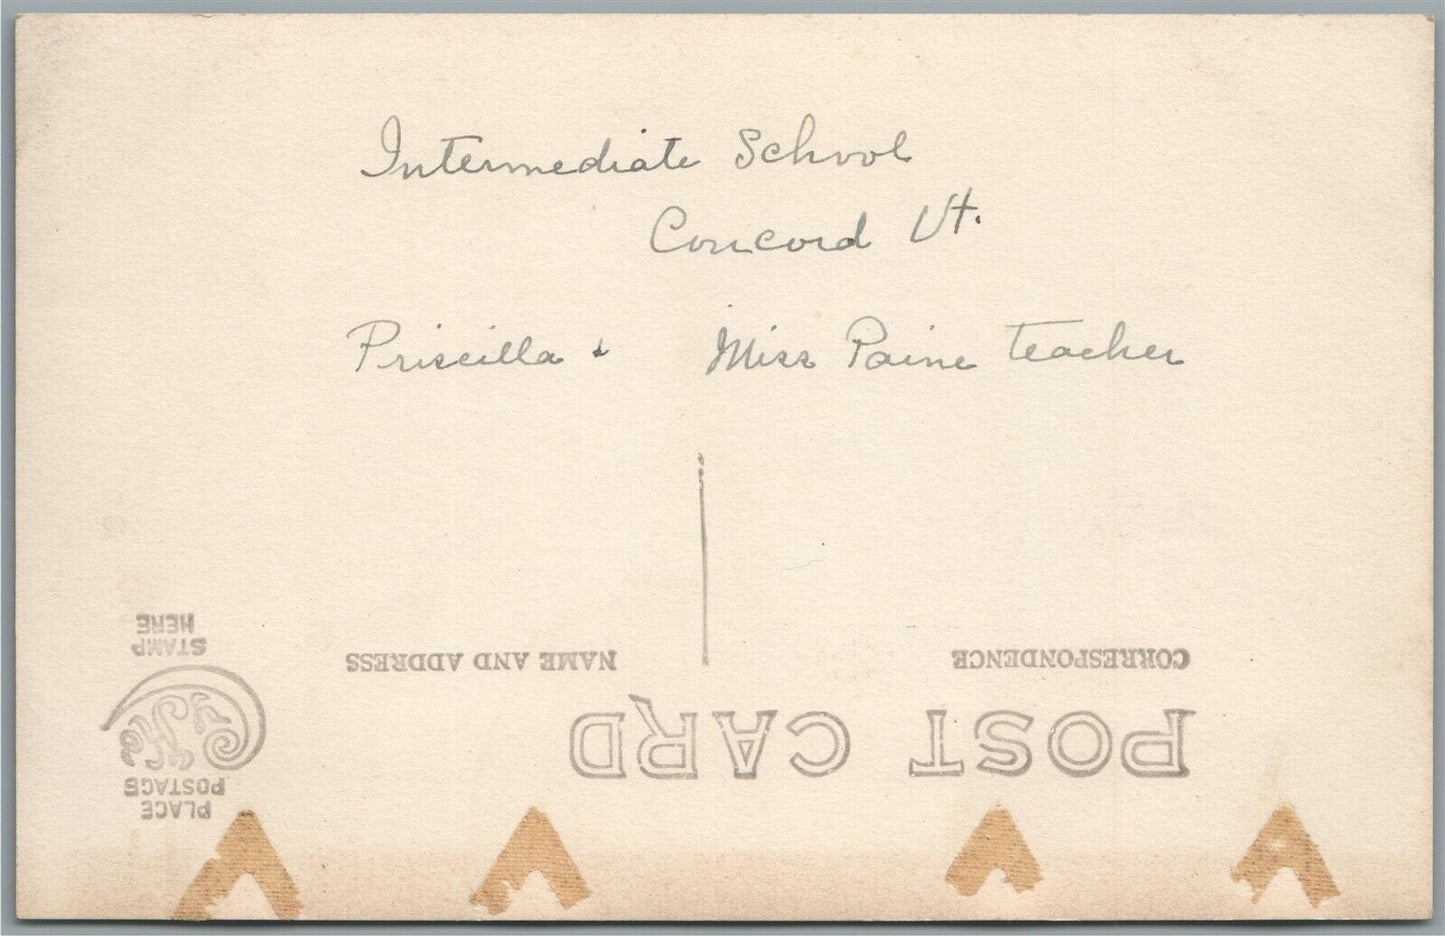 Intermediate School
Concord Vt.
Priscilla & Miss Paine Teacher
POST CARD
CORRESPONDENCE
NAME AND ADDRESS
PLACE
POSTAGE
STAMP
HERE